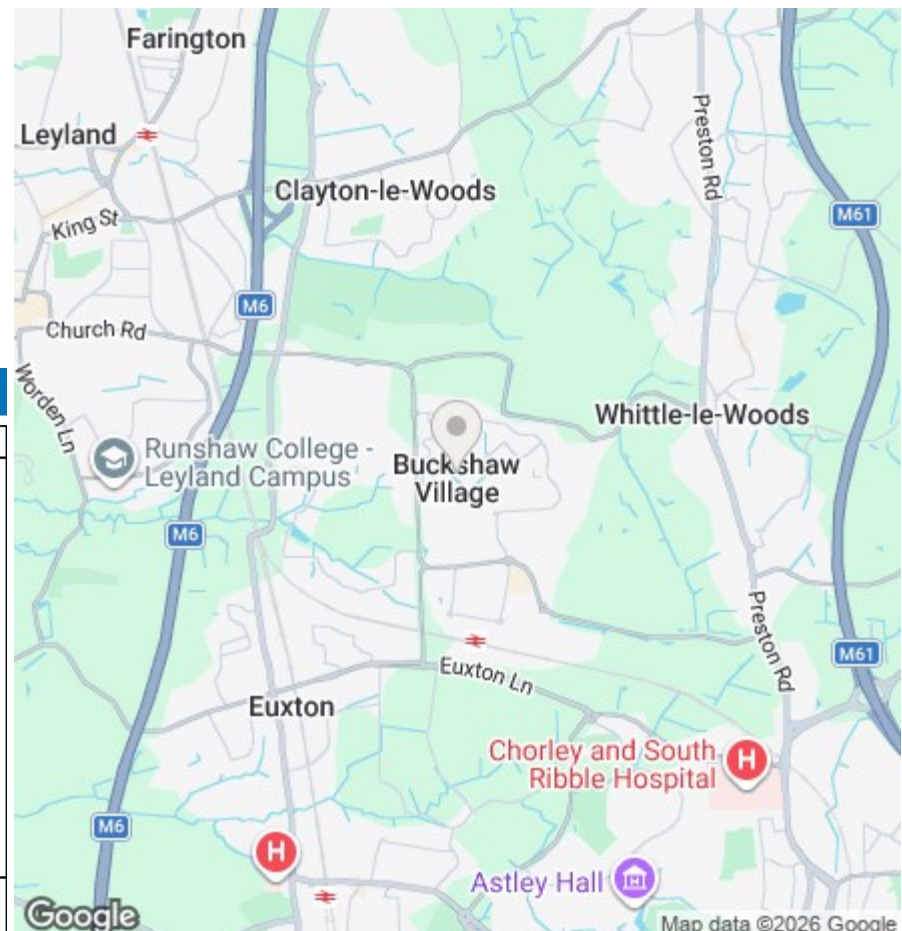 Farington
Leyland
Clayton-le-Woods
Preston Rd
M61
King St
M6
Church Rd
Worden Ln
Whittle-le-Woods
Runshaw College -
Leyland Campus
Buckshaw
Village
M6
Preston Rd
M61
Euxton Ln
Euxton
Chorley and South
Ribble Hospital
H
M6
H
Astley Hall
Google
Map data ©2026 Google